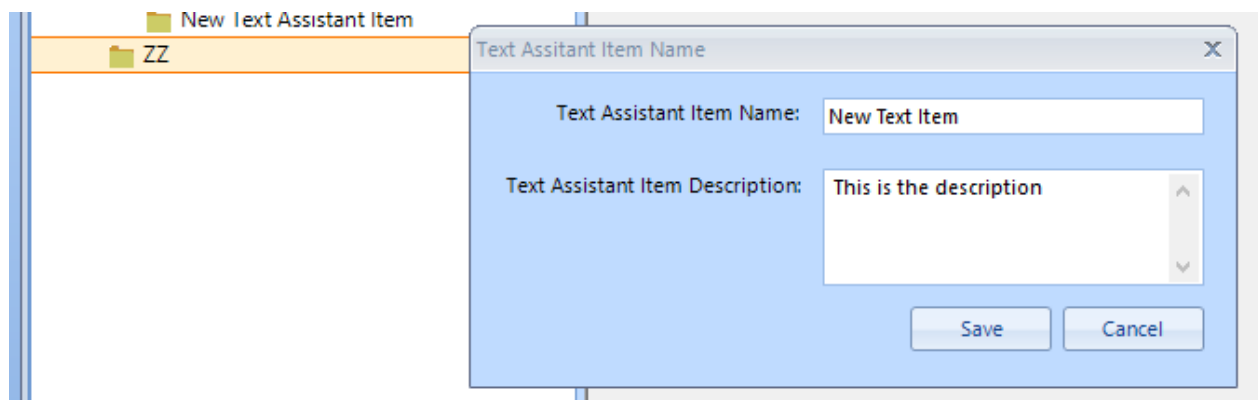 New Text Assistant Item
ZZ
Text Assitant Item Name
X
Text Assistant Item Name:
New Text Item
Text Assistant Item Description:
This is the description
Save
Cancel